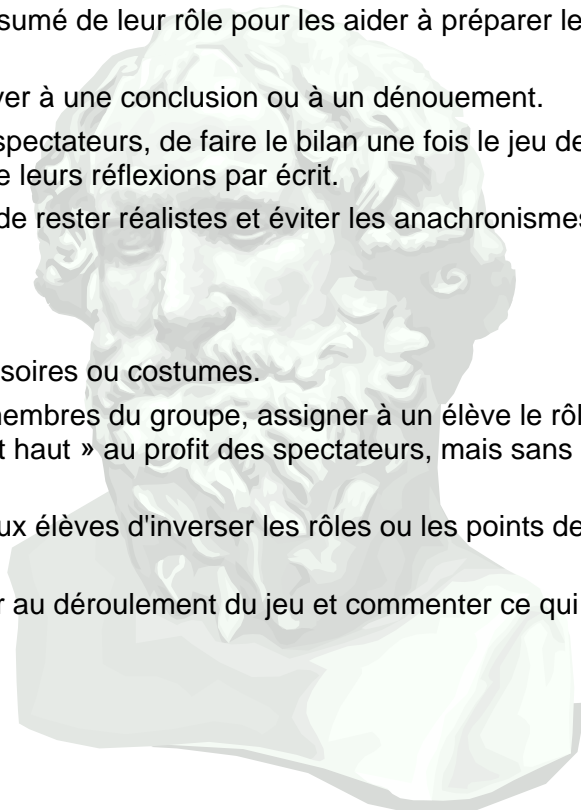 sumé de leur rôle pour les aider à préparer le
er à une conclusion ou à un dénouement.
spectateurs, de faire le bilan une fois le jeu de
e leurs réflexions par écrit.
de rester réalistes et éviter les anachronismes
soires ou costumes.
embres du groupe, assigner à un élève le rôl
t haut » au profit des spectateurs, mais sans
ux élèves d'inverser les rôles ou les points de
r au déroulement du jeu et commenter ce qui